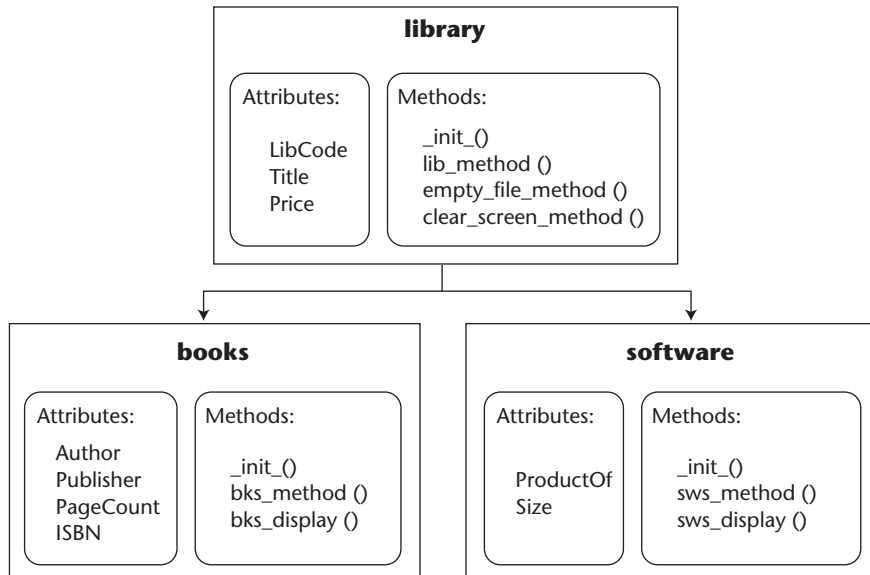 library
Attributes:
LibCode
Title
Price
Methods:
_init_()
lib_method ()
empty_file_method ()
clear_screen_method ()
books
Attributes:
Author
Publisher
PageCount
ISBN
Methods:
_init_()
bks_method ()
bks_display ()
software
Attributes:
ProductOf
Size
Methods:
_init_()
sws_method ()
sws_display ()